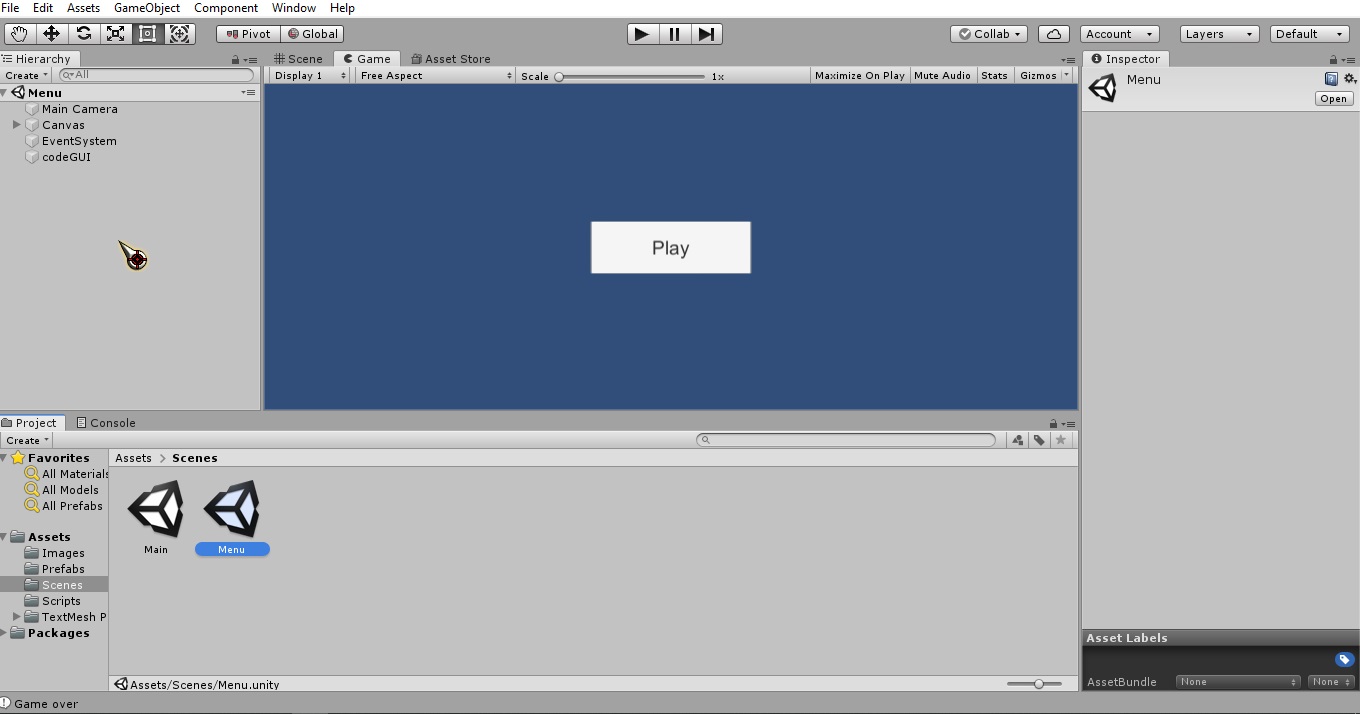 File Edit Assets GameObject Component Window Help
Pivot Global Collab Account Layers Default
Hierarchy
Create All
Menu
Main Camera
Canvas
EventSystem
codeGUI
Scene Game Asset Store
Display 1 Free Aspect Scale 1x Maximize On Play Mute Audio Stats Gizmos
Play
Inspector
Menu
Open
Project Console
Create
Favorites
All Materials
All Models
All Prefabs
Assets
Images
Prefabs
Scenes
Scripts
TextMesh P
Packages
Assets > Scenes
Main Menu
Assets/Scenes/Menu.unity
Asset Labels
AssetBundle None None
Game over